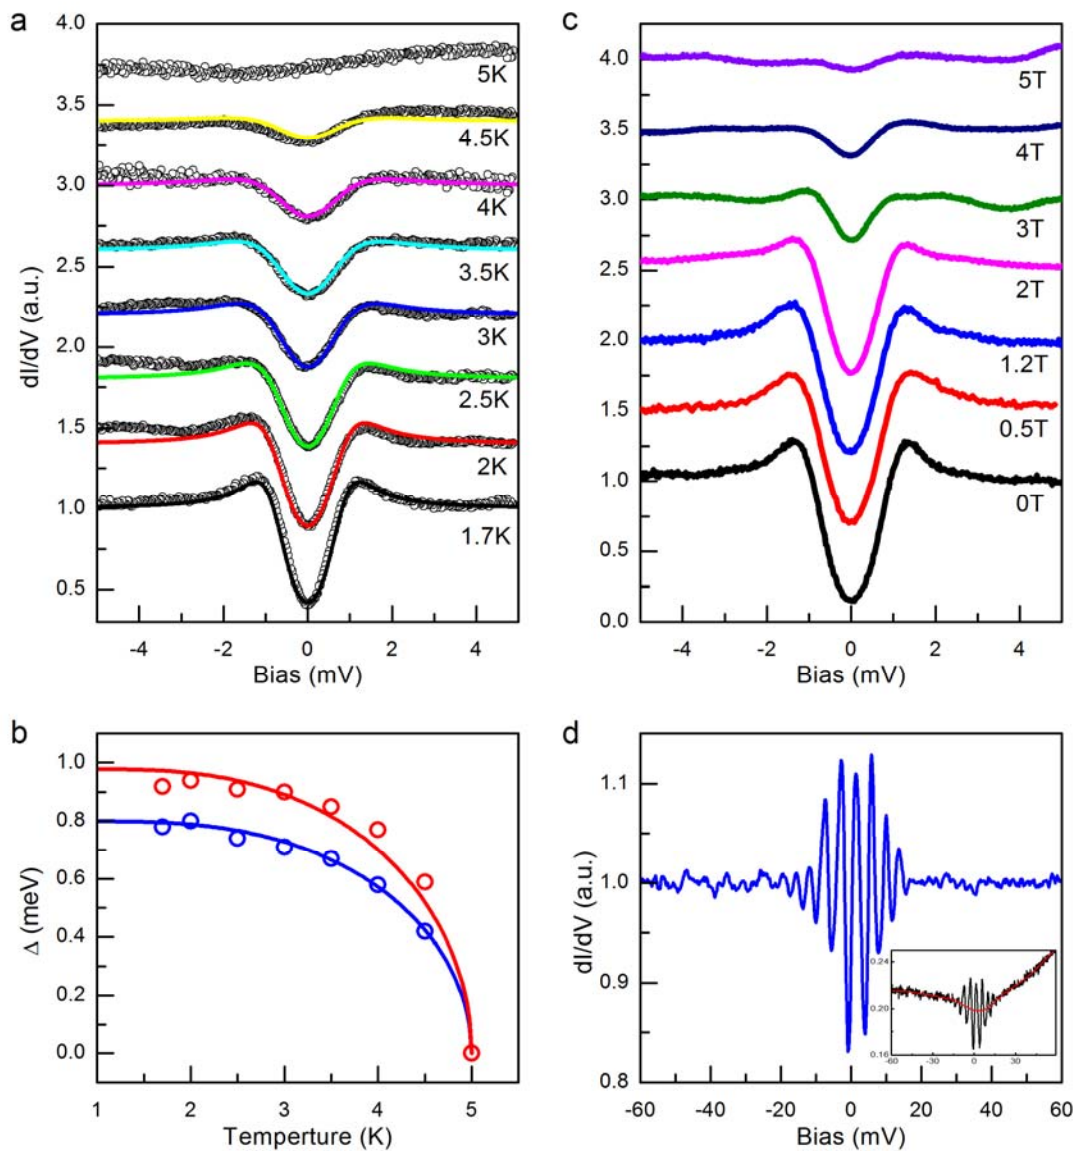 a
4.0
3.5
3.0
2.5
2.0
1.5
1.0
0.5
dI/dV (a.u.)
5K
4.5K
4K
3.5K
3K
2.5K
2K
1.7K
-4
-2
0
2
4
Bias (mV)
c
4.0
3.5
3.0
2.5
2.0
1.5
1.0
0.5
0.0
5T
4T
3T
2T
1.2T
0.5T
0T
-4
-2
0
2
4
Bias (mV)
b
1.0
0.8
0.6
0.4
0.2
0.0
Δ (meV)
1
2
3
4
5
Temperture (K)
d
1.1
1.0
0.9
0.8
dI/dV (a.u.)
0.24
0.20
0.16
-60
-30
0
30
-60
-40
-20
0
20
40
60
Bias (mV)